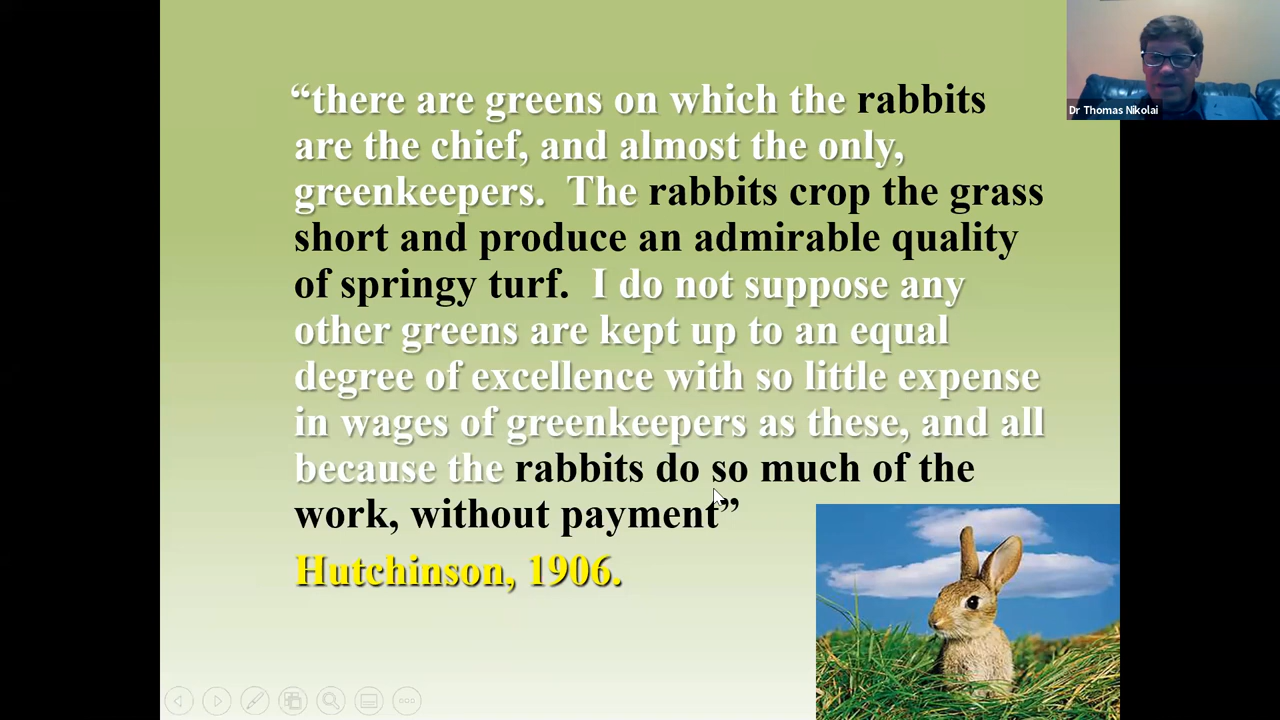 “there are greens on which the rabbits
are the chief, and almost the only,
greenkeepers.  The rabbits crop the grass
short and produce an admirable quality
of springy turf.  I do not suppose any
other greens are kept up to an equal
degree of excellence with so little expense
in wages of greenkeepers as these, and all
because the rabbits do so much of the
work, without payment”
Hutchinson, 1906.
Dr Thomas Nikolai